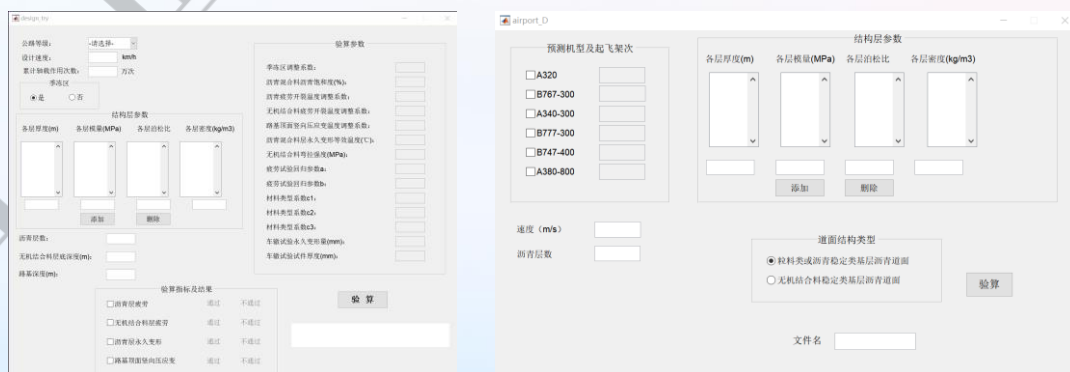 design_hy
公路等级: -请选择-
设计速度: km/h
累计轴载作用次数: 万次
季冻区
是 否
结构层参数
各层厚度(m) 各层模量(MPa) 各层泊松比 各层密度(kg/m3)
添加 删除
沥青层数:
无机结合料层底深度(m):
路基深度(m):
验算指标及结果
沥青层疲劳 通过 不通过
无机结合料层疲劳 通过 不通过
沥青层永久变形 通过 不通过
路基顶面竖向压应变 通过 不通过
验算参数
季冻区调整系数:
沥青混合料沥青饱和度(%):
沥青疲劳开裂温度调整系数:
无机结合料疲劳开裂温度调整系数:
路基顶面竖向压应变温度调整系数:
沥青混合料层永久变形等效温度(℃):
无机结合料弯拉强度(MPa):
疲劳试验回归参数a:
疲劳试验回归参数b:
材料类型系数c1:
材料类型系数c2:
材料类型系数c3:
车辙试验永久变形量(mm):
车辙试验试件厚度(mm):
验 算
airport_D
预测机型及起飞架次
A320
B767-300
A340-300
B777-300
B747-400
A380-800
速度（m/s）
沥青层数
结构层参数
各层厚度(m) 各层模量(MPa) 各层泊松比 各层密度(kg/m3)
添加 删除
道面结构类型
粒料类或沥青稳定类基层沥青道面
无机结合料稳定类基层沥青道面
验算
文件名